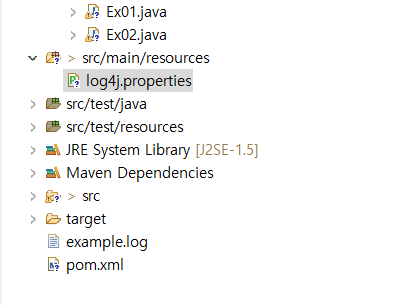 > Ex01.java
> Ex02.java
> src/main/resources
log4j.properties
> src/test/java
> src/test/resources
> JRE System Library [J2SE-1.5]
> Maven Dependencies
> > src
> target
example.log
pom.xml